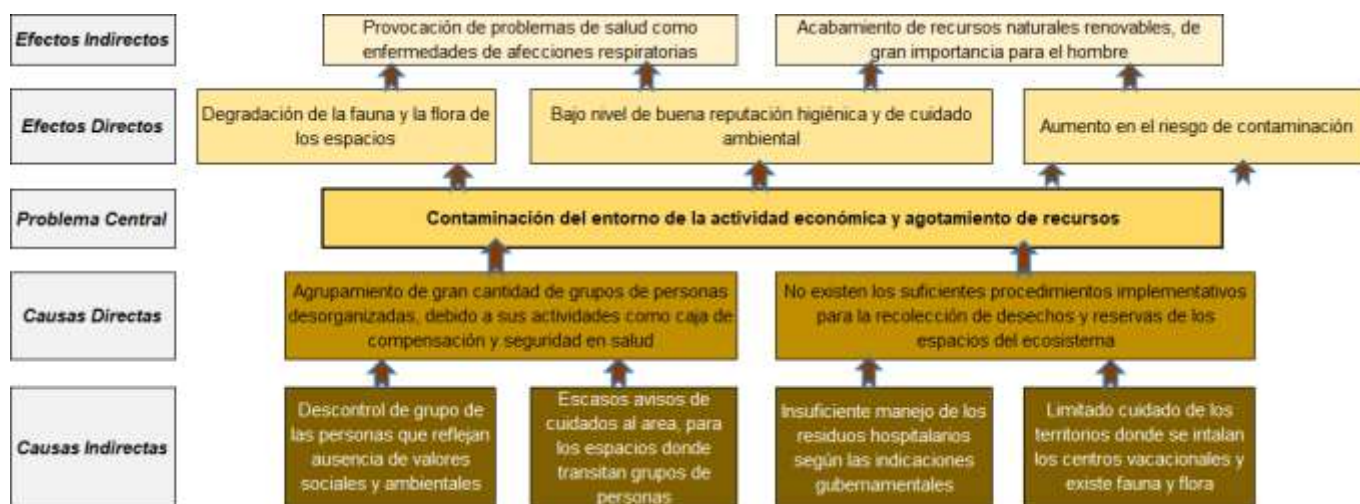 Efectos Indirectos
Provocación de problemas de salud como
enfermedades de afecciones respiratorias
Acabamiento de recursos naturales renovables, de
gran importancia para el hombre
Efectos Directos
Degradación de la fauna y la flora de
los espacios
Bajo nivel de buena reputación higiénica y de cuidado
ambiental
Aumento en el riesgo de contaminación
Problema Central
Contaminación del entorno de la actividad económica y agotamiento de recursos
Causas Directas
Agrupamiento de gran cantidad de grupos de personas
desorganizadas, debido a sus actividades como caja de
compensación y seguridad en salud
No existen los suficientes procedimientos implementativos
para la recolección de desechos y reservas de los
espacios del ecosistema
Causas Indirectas
Descontrol de grupo de
las personas que reflejan
ausencia de valores
sociales y ambientales
Escasos avisos de
cuidados al area, para
los espacios donde
transitan grupos de
personas
Insuficiente manejo de los
residuos hospitalarios
según las indicaciones
gubernamentales
Limitado cuidado de los
territorios donde se intalan
los centros vacacionales y
existe fauna y flora